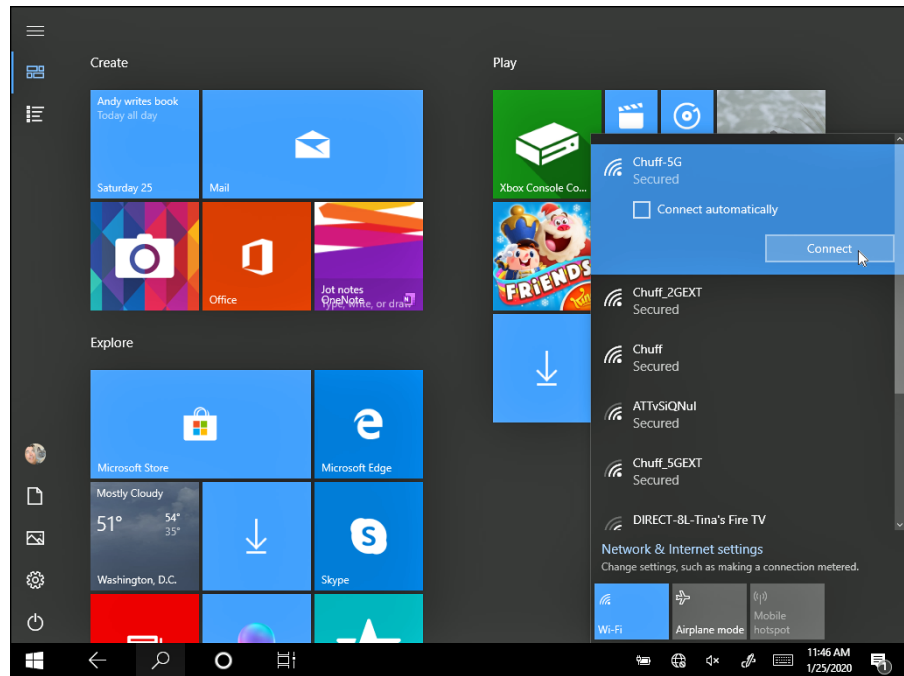 Create
Andy writes book
Today all day
Saturday 25
Mail
Office
Jot notes
OneNote
Type, write, or draw
Explore
Microsoft Store
Microsoft Edge
Mostly Cloudy
51°
54°
35°
Washington, D.C.
Skype
Play
Xbox Console Co...
FRIENDS
King
Chuff-5G
Secured
Connect automatically
Connect
Chuff_2GEXT
Secured
Chuff
Secured
ATTvSiQNuI
Secured
Chuff_5GEXT
Secured
DIRECT-8L-Tina's Fire TV
Network & Internet settings
Change settings, such as making a connection metered.
Wi-Fi
Airplane mode
Mobile
hotspot
11:46 AM
1/25/2020
1